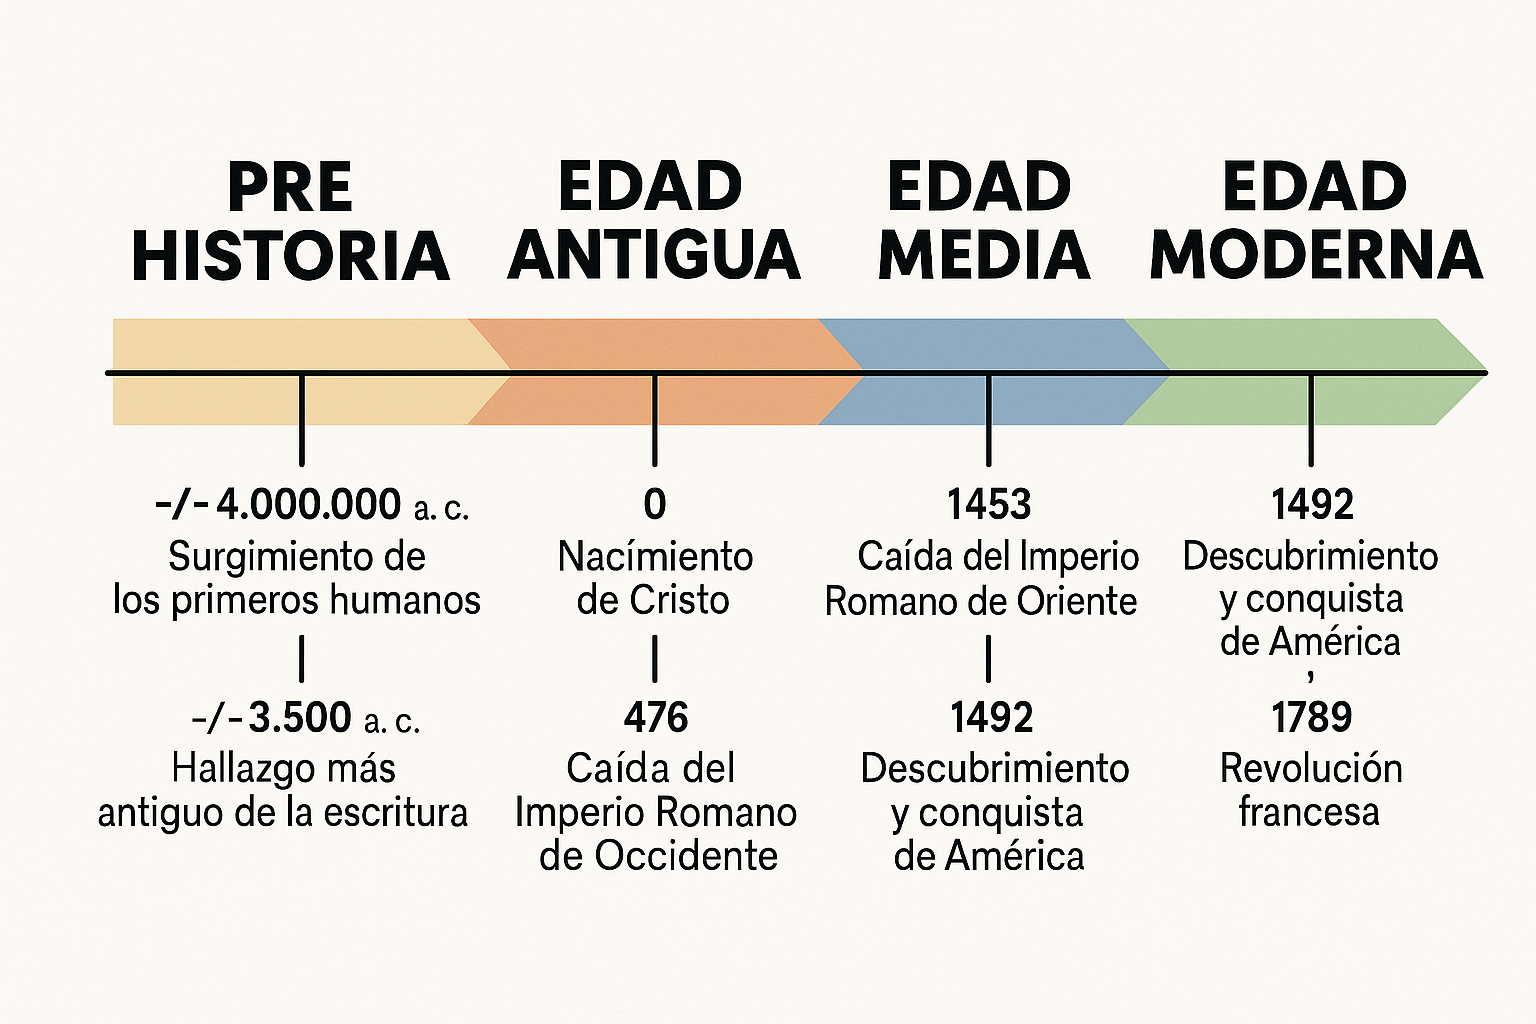 PRE
HISTORIA
EDAD
ANTIGUA
EDAD
MEDIA
EDAD
MODERNA
-/-4.000.000 a. c.
Surgimiento de
los primeros humanos
-/-3.500 a. c.
Hallazgo más
antiguo de la escritura
0
Nacímiento
de Cristo
476
Caída del
Imperio Romano
de Occidente
1453
Caída del Imperio
Romano de Oriente
1492
Descubrimiento
y conquista
de América
1492
Descubrimiento
y conquista
de América
,
1789
Revolución
francesa